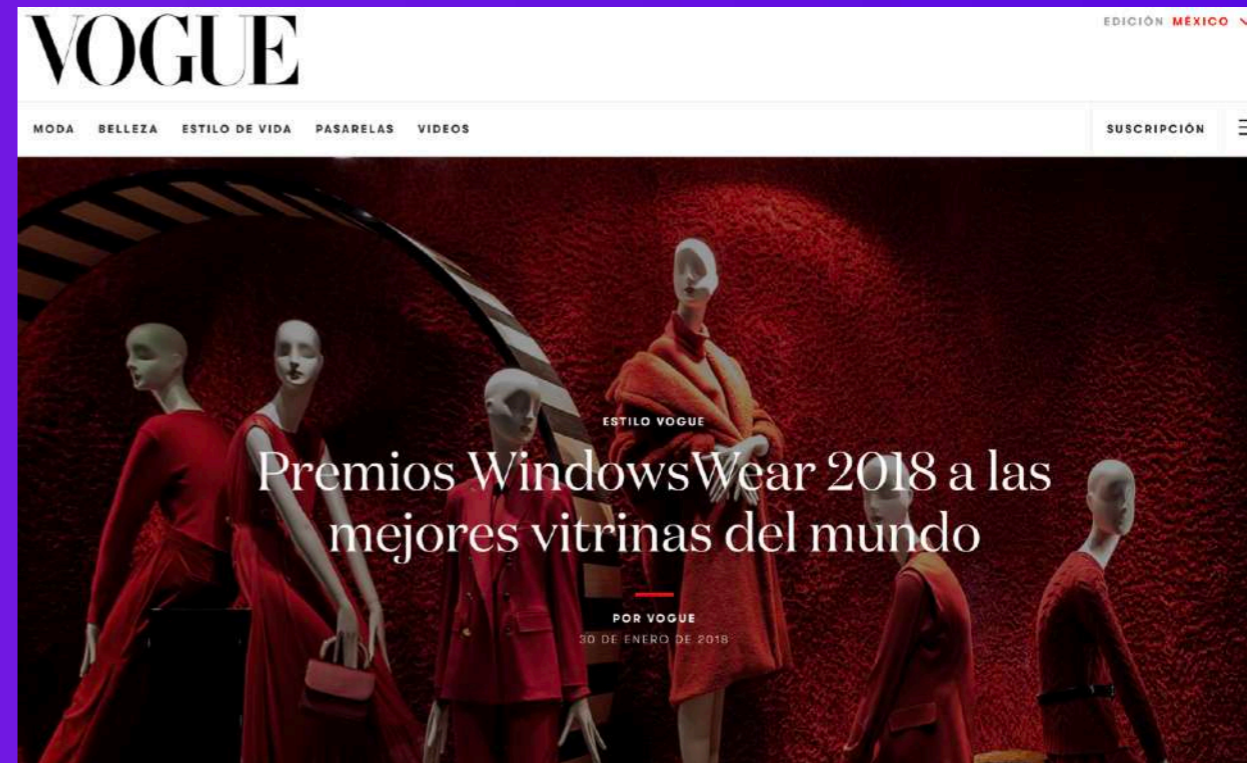 VOGUE
EDICIÓN MÉXICO
MODA BELLEZA ESTILO DE VIDA PASARELAS VIDEOS
SUSCRIPCIÓN
ESTILO VOGUE
Premios WindowsWear 2018 a las
mejores vitrinas del mundo
POR VOGUE
30 DE ENERO DE 2018